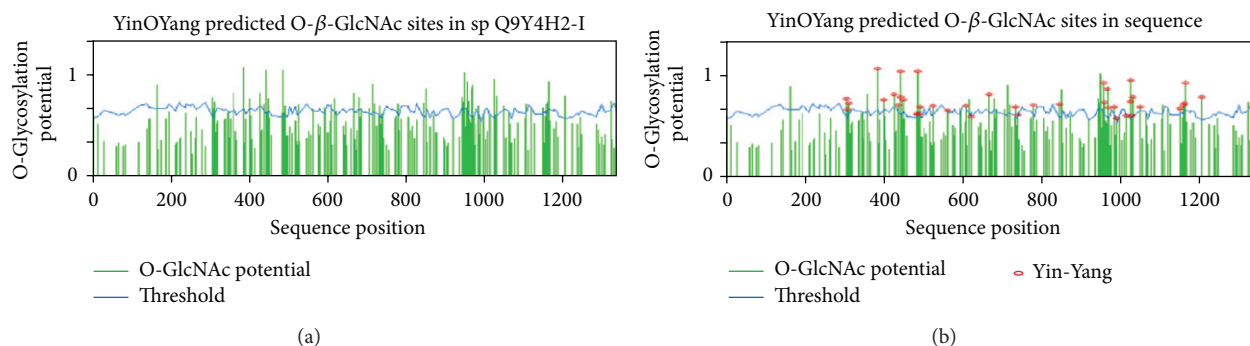 YinOYang predicted O-β-GlcNAc sites in sp Q9Y4H2-I
O-Glycosylation
potential
1
0
0 200 400 600 800 1000 1200
Sequence position
O-GlcNAc potential
Threshold
(a)
YinOYang predicted O-β-GlcNAc sites in sequence
O-Glycosylation
potential
1
0
0 200 400 600 800 1000 1200
Sequence position
O-GlcNAc potential Yin-Yang
Threshold
(b)